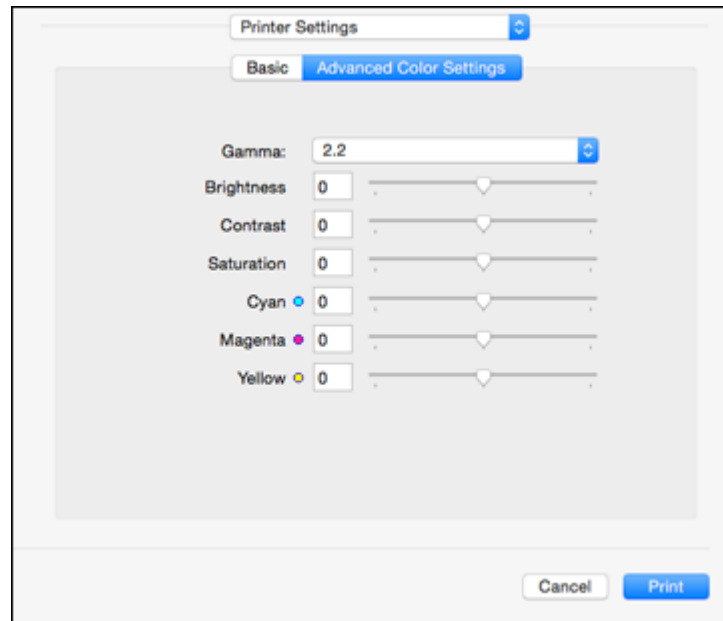 Printer Settings
Basic Advanced Color Settings
Gamma: 2.2
Brightness 0
Contrast 0
Saturation 0
Cyan 0
Magenta 0
Yellow 0
Cancel Print